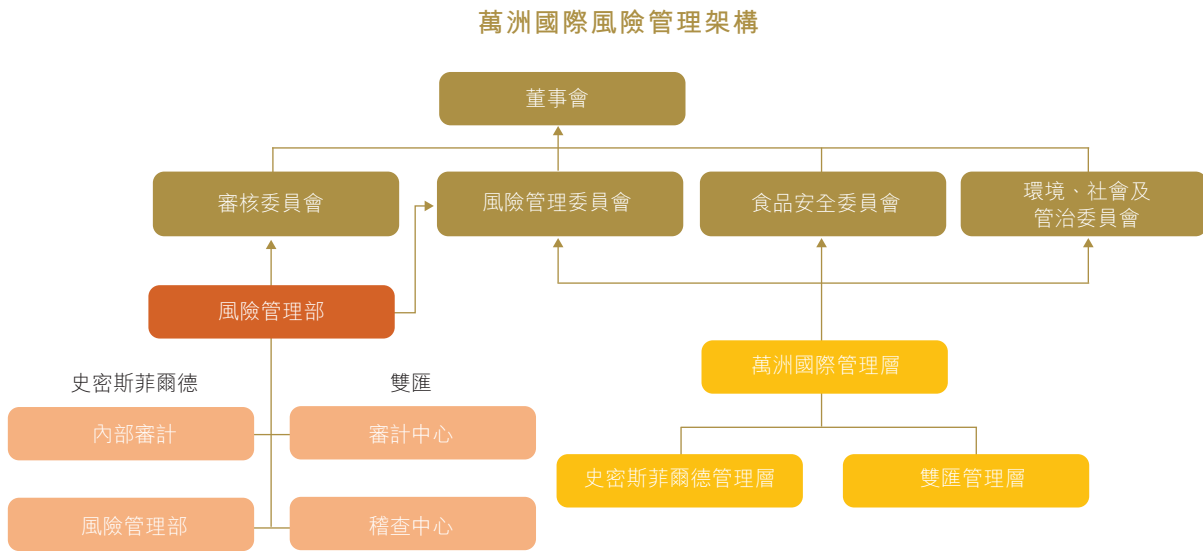 萬洲國際風險管理架構
董事會
審核委員會
風險管理委員會
食品安全委員會
環境、社會及
管治委員會
風險管理部
萬洲國際管理層
史密斯菲爾德
雙匯
內部審計
審計中心
史密斯菲爾德管理層
雙匯管理層
風險管理部
稽查中心